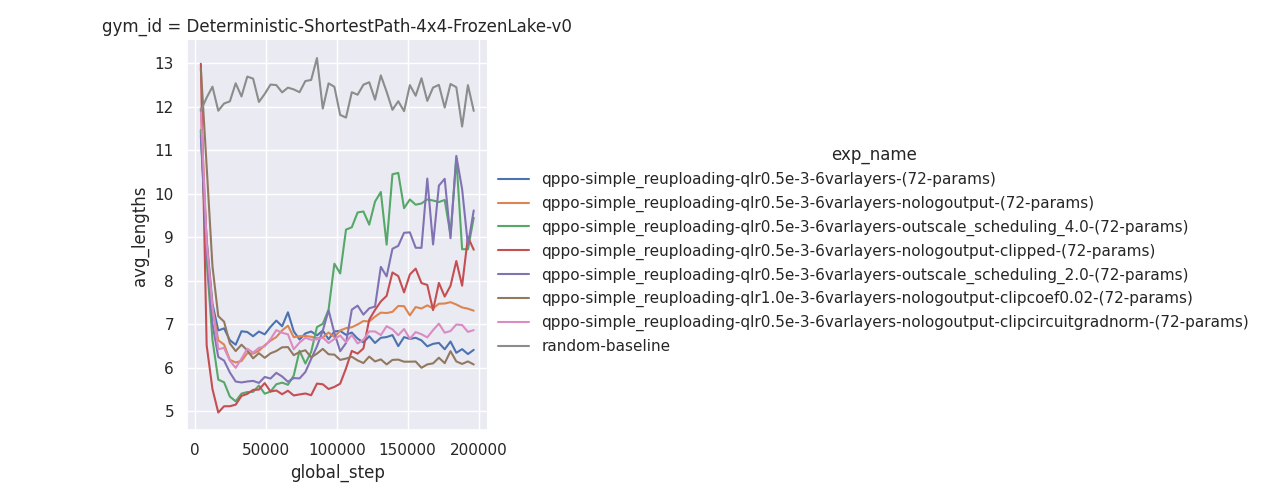 gym_id = Deterministic-ShortestPath-4x4-FrozenLake-v0
13
12
11
10
9
8
7
6
5
avg_lengths
0
50000
100000
150000
200000
global_step
exp_name
qppo-simple_reuploading-qlr0.5e-3-6varlayers-(72-params)
qppo-simple_reuploading-qlr0.5e-3-6varlayers-nologoutput-(72-params)
qppo-simple_reuploading-qlr0.5e-3-6varlayers-outscale_scheduling_4.0-(72-params)
qppo-simple_reuploading-qlr0.5e-3-6varlayers-nologoutput-clipped-(72-params)
qppo-simple_reuploading-qlr0.5e-3-6varlayers-outscale_scheduling_2.0-(72-params)
qppo-simple_reuploading-qlr1.0e-3-6varlayers-nologoutput-clipcoef0.02-(72-params)
qppo-simple_reuploading-qlr0.5e-3-6varlayers-nologoutput-clipcircuitgradnorm-(72-params)
random-baseline